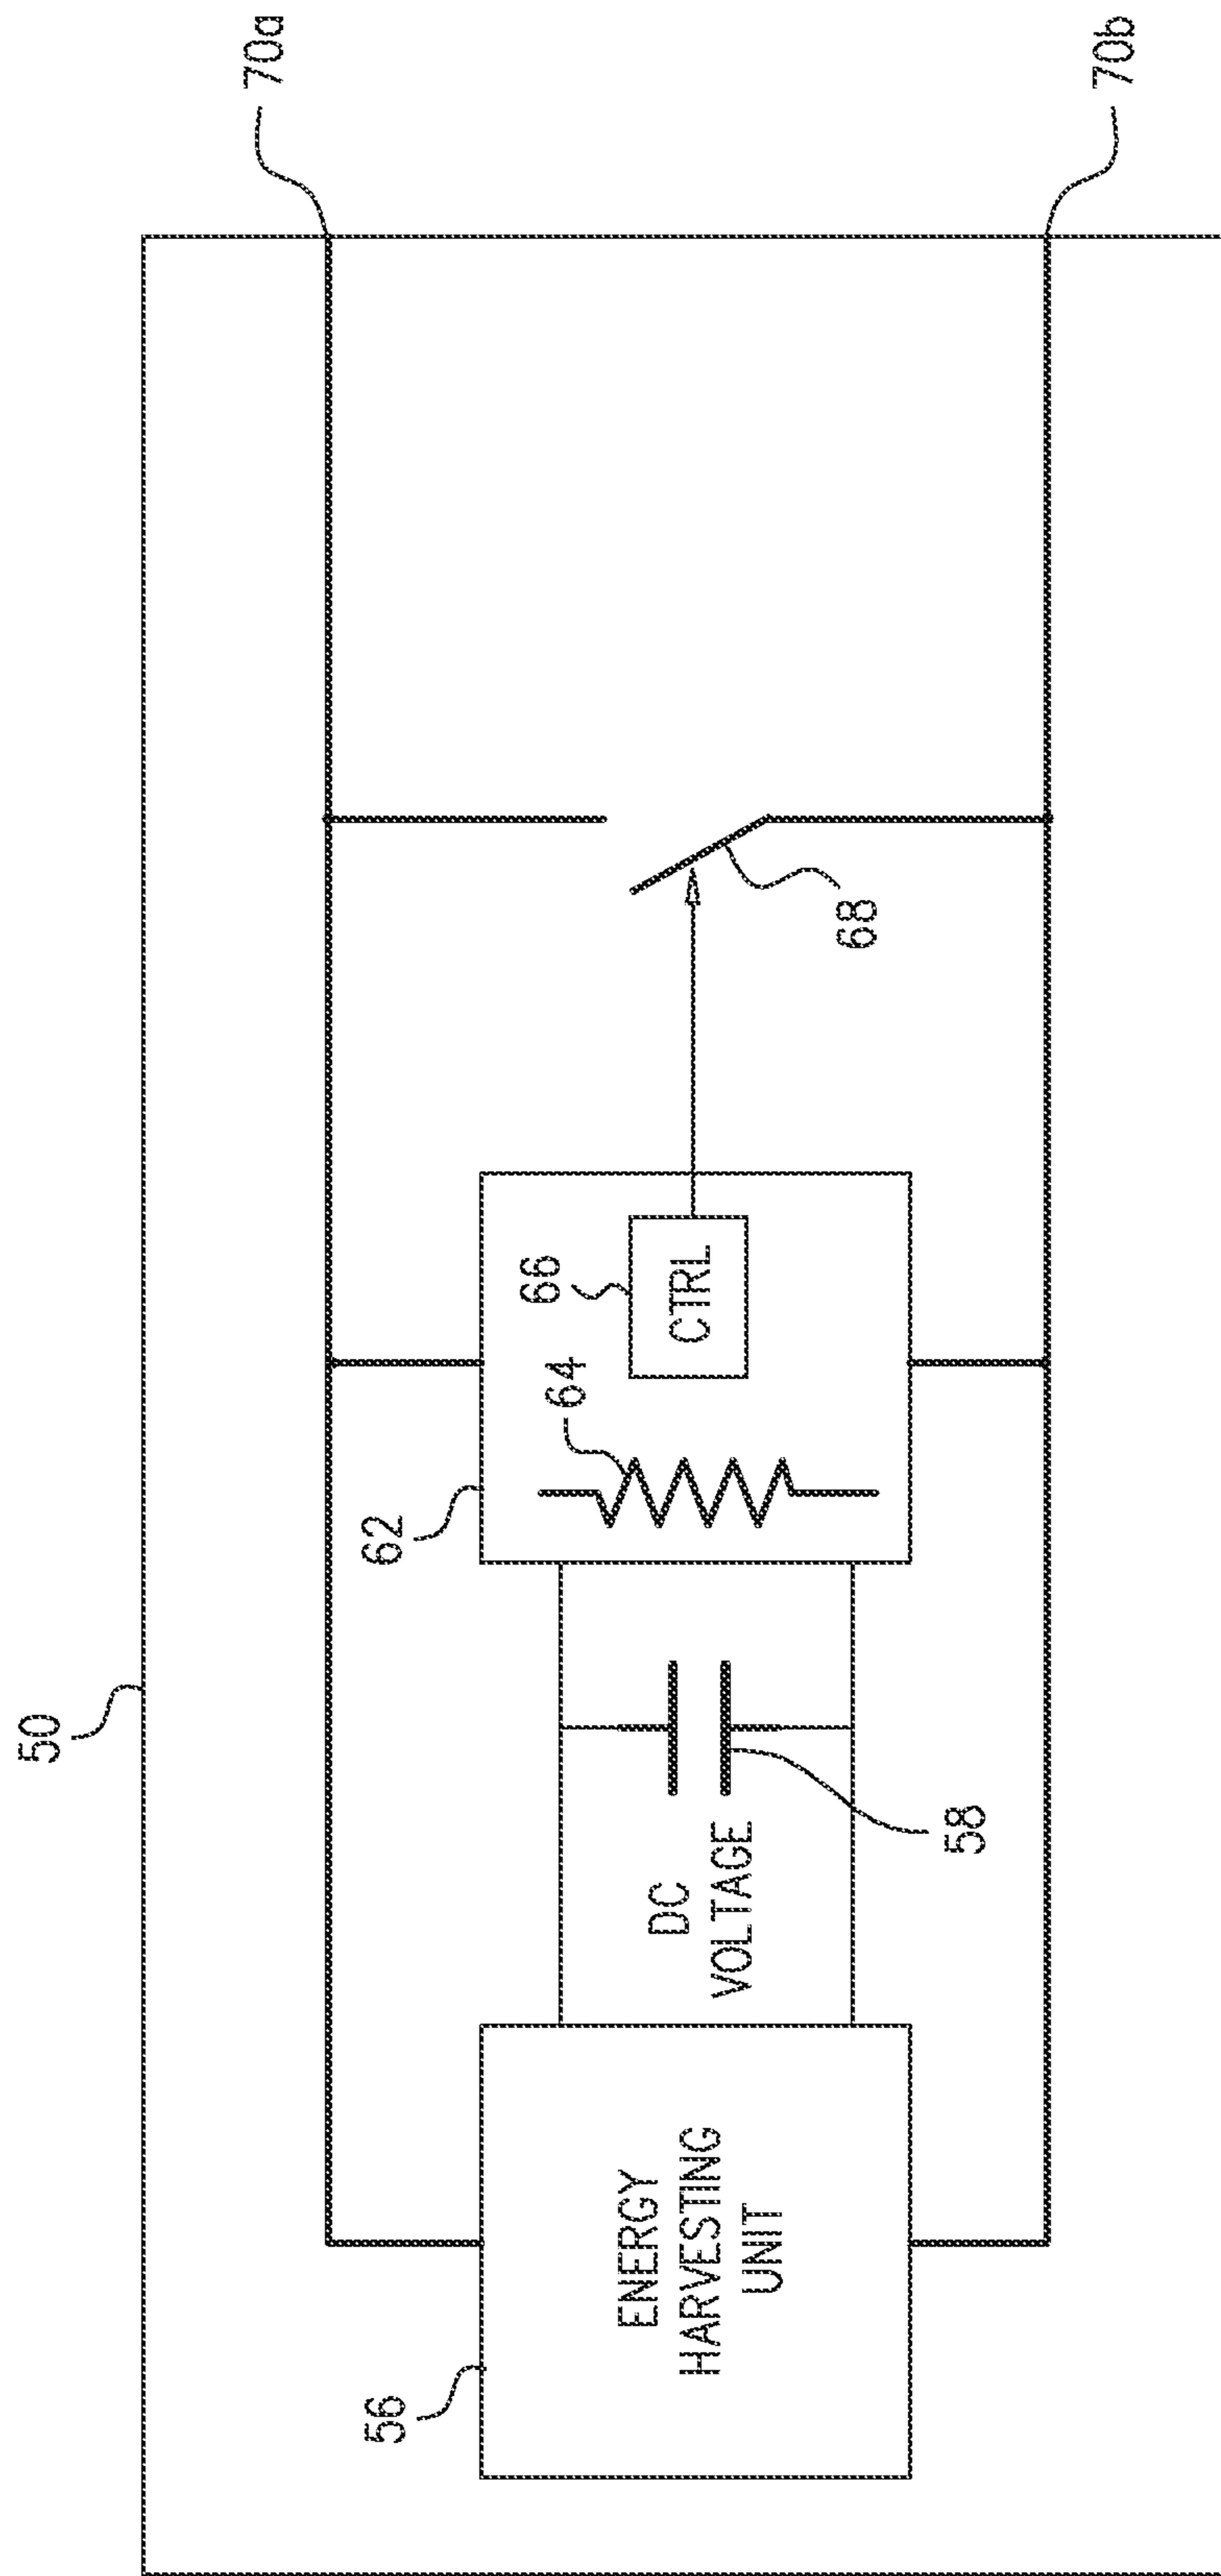 50
70a
62
64
66
CTRL
56
ENERGY
HARVESTING
UNIT
DC
VOLTAGE
58
68
70b